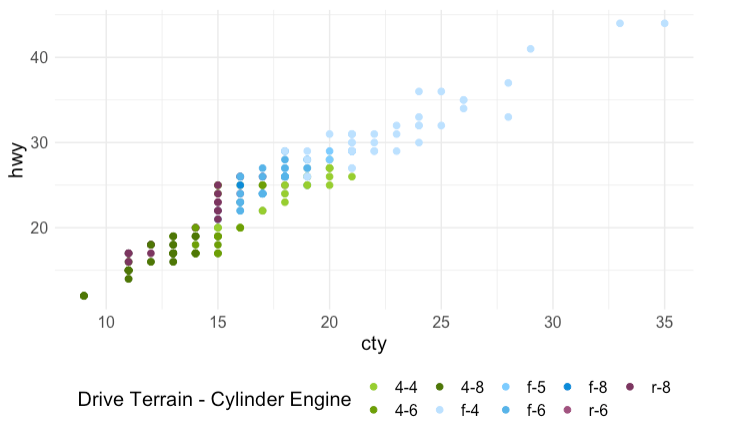 40
30
20
hwy
10 15 20 25 30 35
cty
Drive Terrain - Cylinder Engine
4-4 4-8 f-5 f-8 r-8
4-6 f-4 f-6 r-6